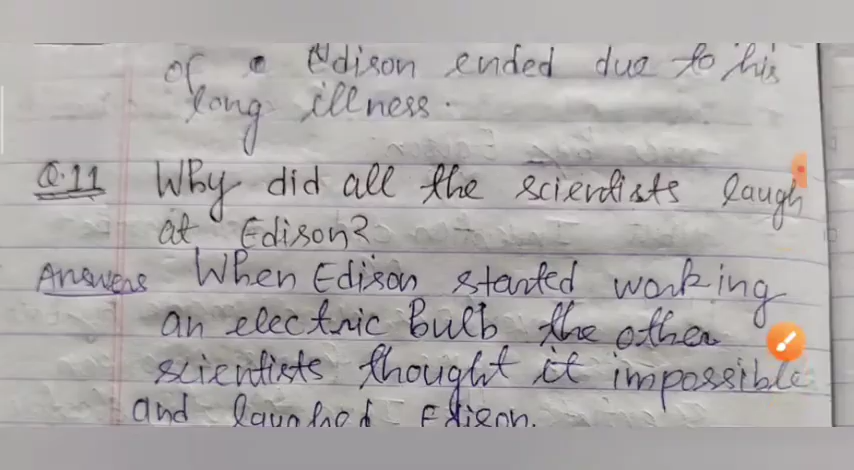 of Edison ended due to his
long illness.
Q.11 Why did all the scientists laugh
at Edison?
Answers When Edison started working
an electric Bulb the other
scientists thought it impossible
and laughed Edison.